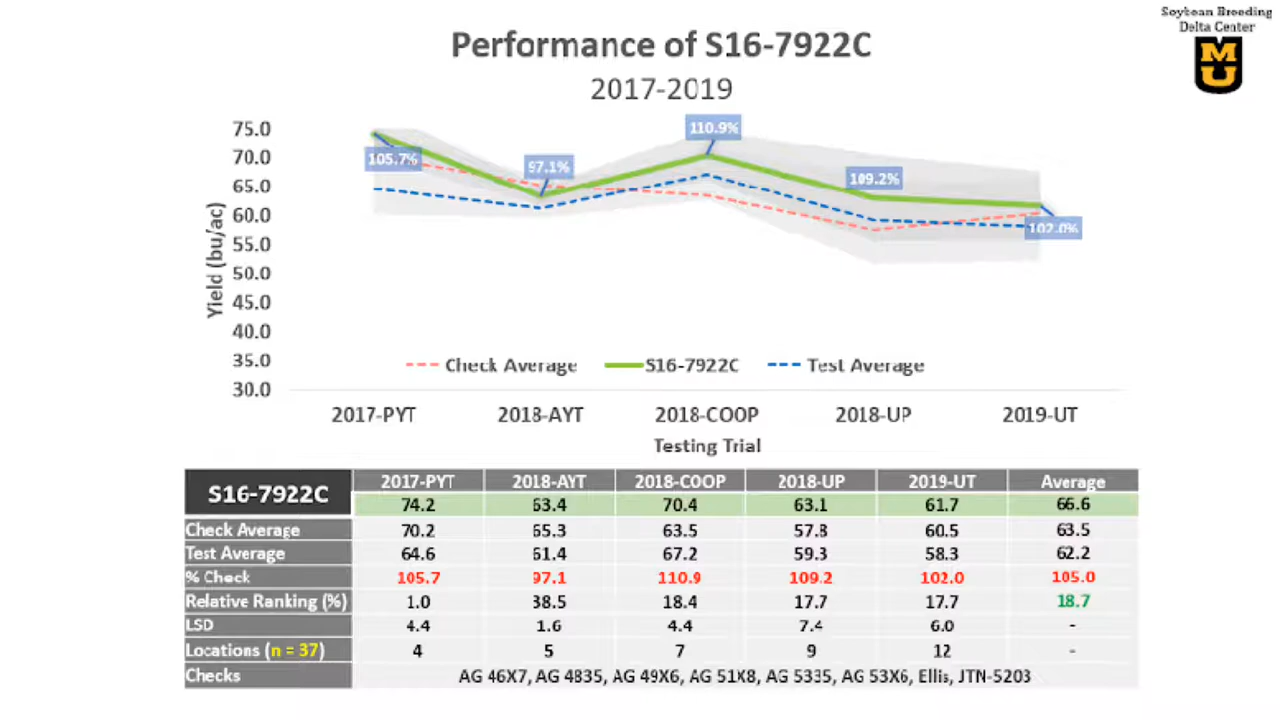 Soybean Breeding
Delta Center
MU
Performance of S16-7922C
2017-2019
75.0
70.0
65.0
60.0
55.0
50.0
45.0
40.0
35.0
30.0
Yield (bu/ac)
105.7%
97.1%
110.9%
109.2%
102.0%
Check Average S16-7922C Test Average
2017-PYT 2018-AYT 2018-COOP 2018-UP 2019-UT
Testing Trial
S16-7922C 2017-PYT 2018-AYT 2018-COOP 2018-UP 2019-UT Average
74.2 63.4 70.4 63.1 61.7 66.6
Check Average 70.2 65.3 63.5 57.8 60.5 63.5
Test Average 64.6 61.4 67.2 59.3 58.3 62.2
% Check 105.7 97.1 110.9 109.2 102.0 105.0
Relative Ranking (%) 1.0 38.5 18.4 17.7 17.7 18.7
LSD 4.4 1.6 4.4 7.4 6.0 -
Locations (n = 37) 4 5 7 9 12 -
Checks AG 46X7, AG 4835, AG 49X6, AG 51X8, AG 5335, AG 53X6, Ellis, JTN-5203